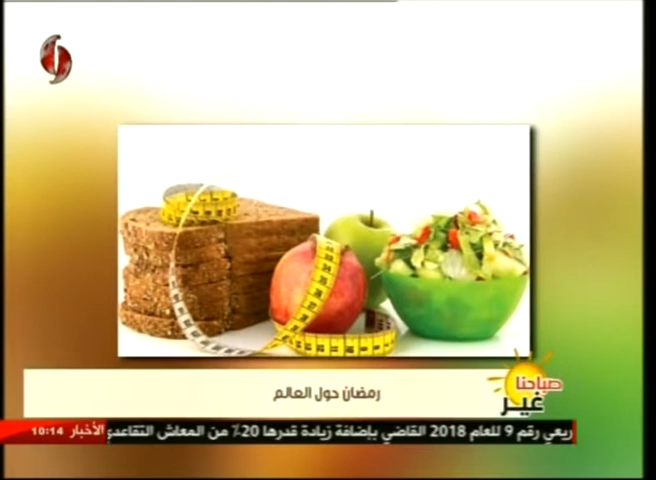 رمضان حول العالم
صباحنا
غير
ريعي رقم 9 للعام 2018 القاضي بإضافة زيادة قدرها 20٪ من المعاش التقاعدي
الأخبار 10:14